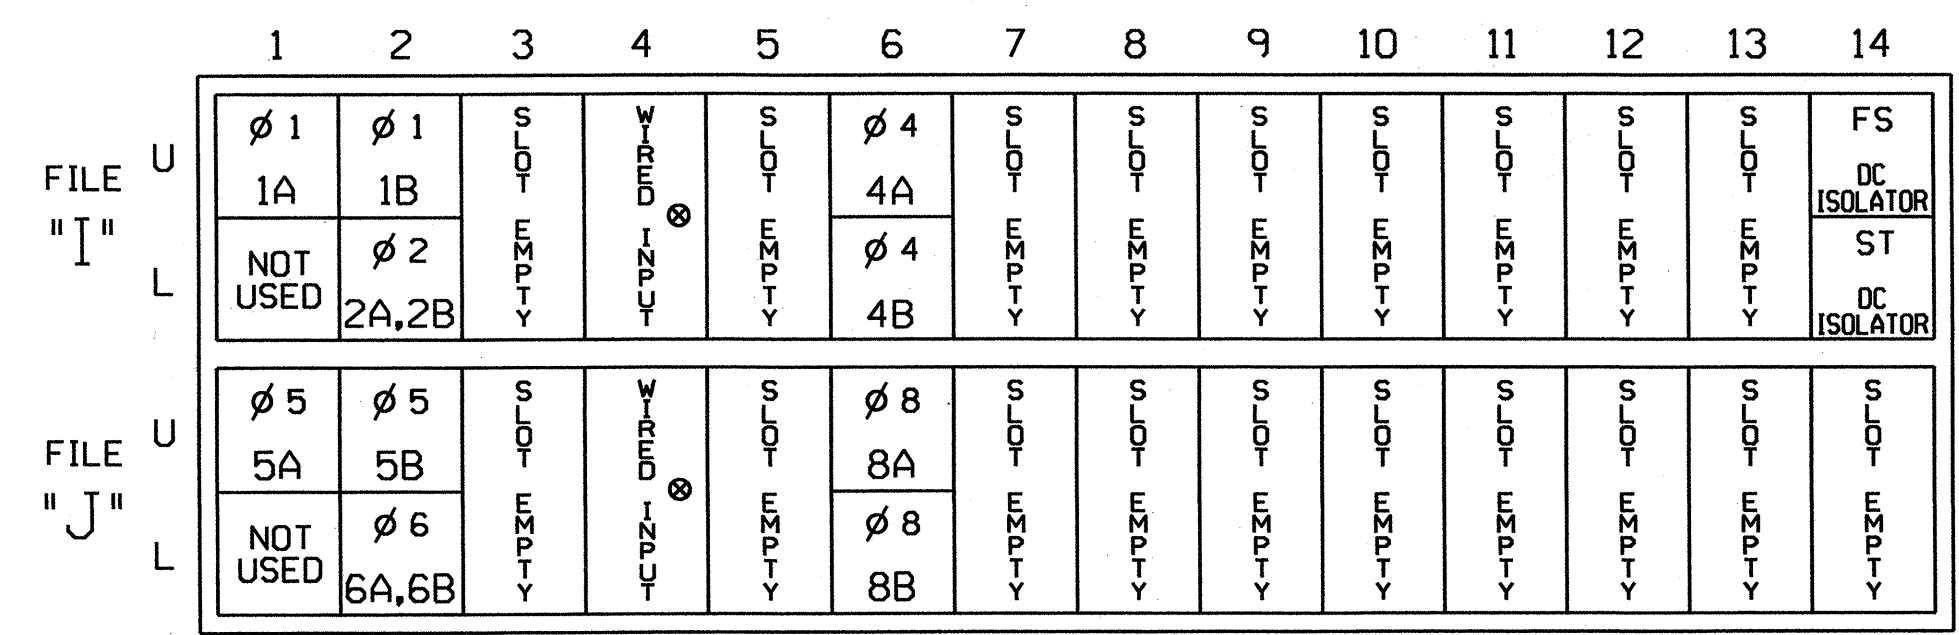 1 2 3 4 5 6 7 8 9 10 11 12 13 14
FILE "I"
U
L
Ø 1
1A
NOT USED
Ø 1
1B
Ø 2
2A,2B
SLOT EMPTY
WIRED INPUT
SLOT EMPTY
Ø 4
4A
Ø 4
4B
SLOT EMPTY
SLOT EMPTY
SLOT EMPTY
SLOT EMPTY
SLOT EMPTY
SLOT EMPTY
SLOT EMPTY
FS
DC
ISOLATOR
ST
DC
ISOLATOR
FILE "J"
U
L
Ø 5
5A
NOT USED
Ø 5
5B
Ø 6
6A,6B
SLOT EMPTY
WIRED INPUT
SLOT EMPTY
Ø 8
8A
Ø 8
8B
SLOT EMPTY
SLOT EMPTY
SLOT EMPTY
SLOT EMPTY
SLOT EMPTY
SLOT EMPTY
SLOT EMPTY
SLOT EMPTY